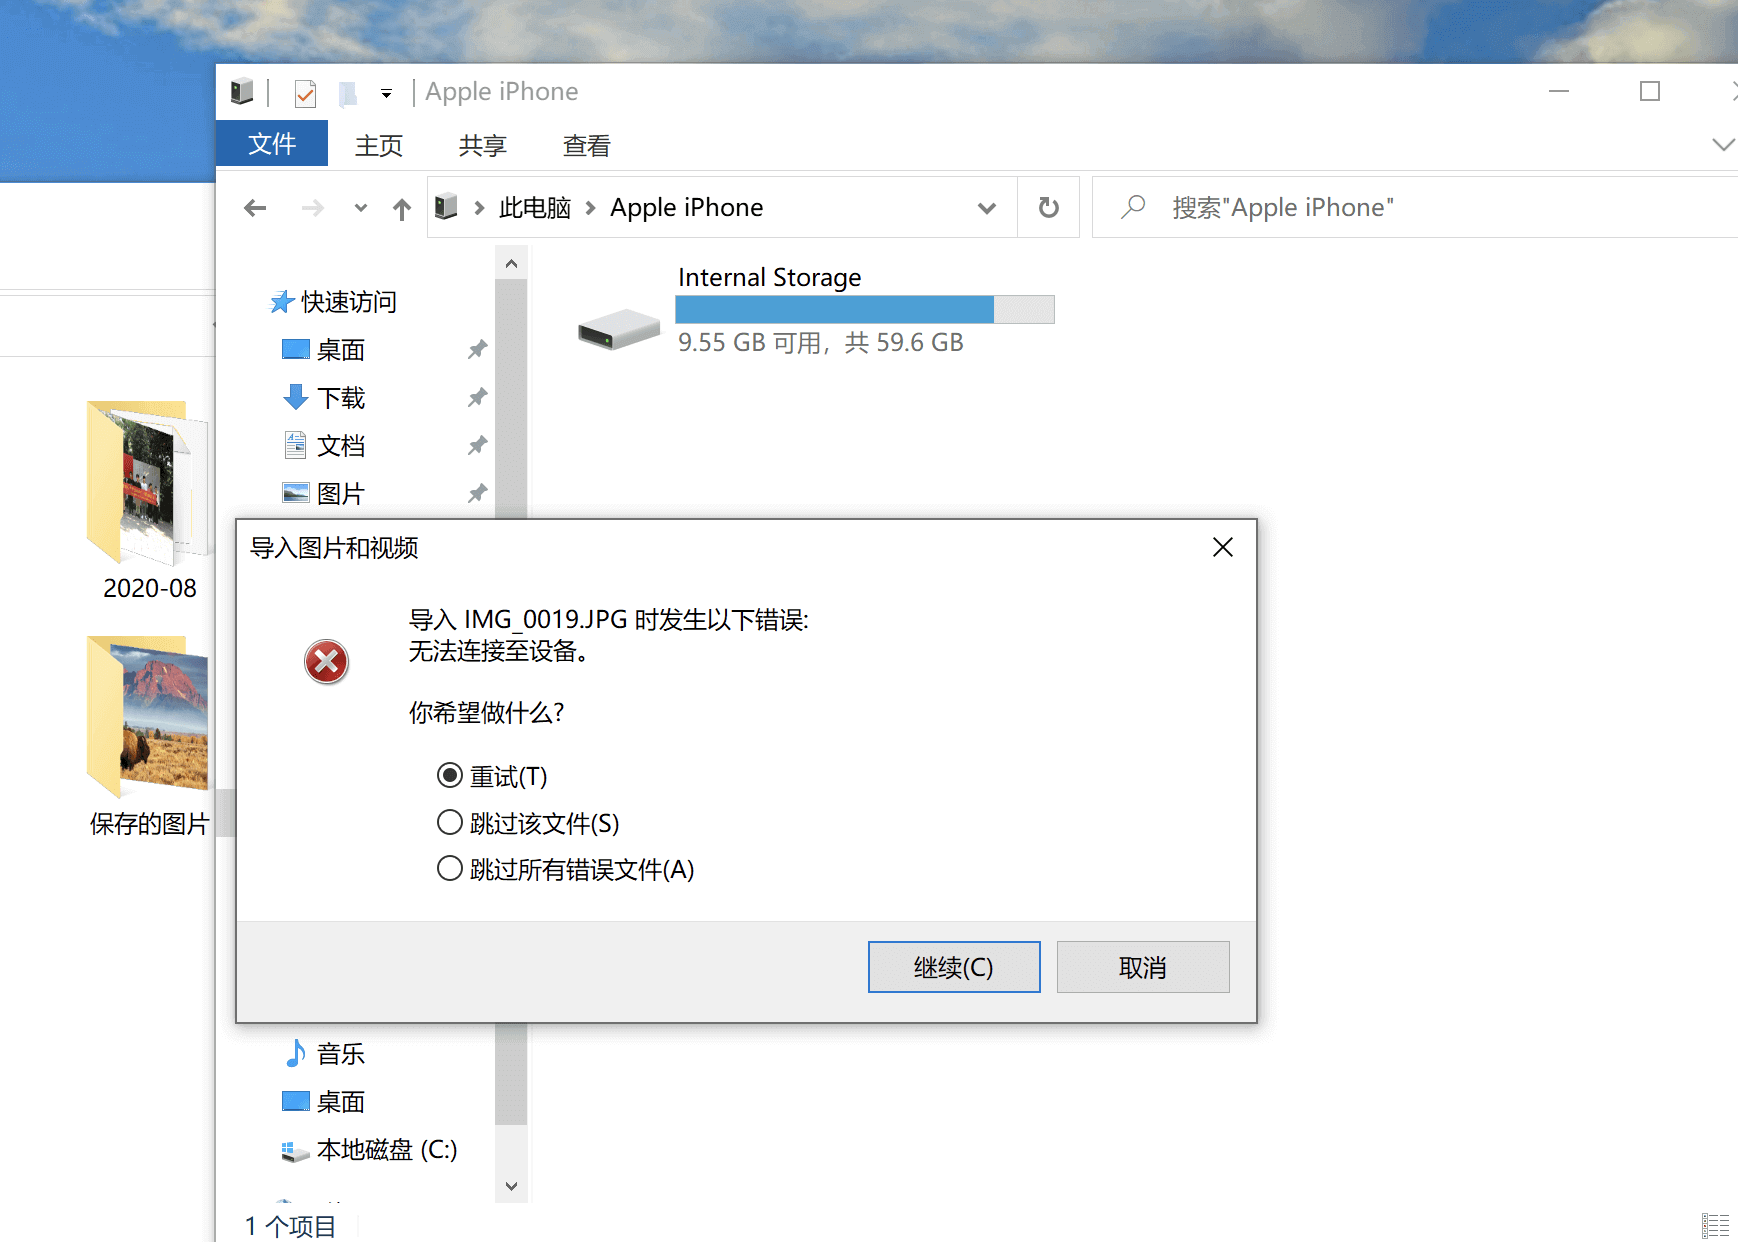 Apple iPhone
文件
主页
共享
查看
此电脑
Apple iPhone
搜索"Apple iPhone"
快速访问
桌面
下载
文档
图片
Internal Storage
9.55 GB 可用，共 59.6 GB
2020-08
保存的图片
导入图片和视频
导入 IMG_0019.JPG 时发生以下错误:
无法连接至设备。
你希望做什么?
重试(T)
跳过该文件(S)
跳过所有错误文件(A)
继续(C)
取消
音乐
桌面
本地磁盘 (C:)
1 个项目